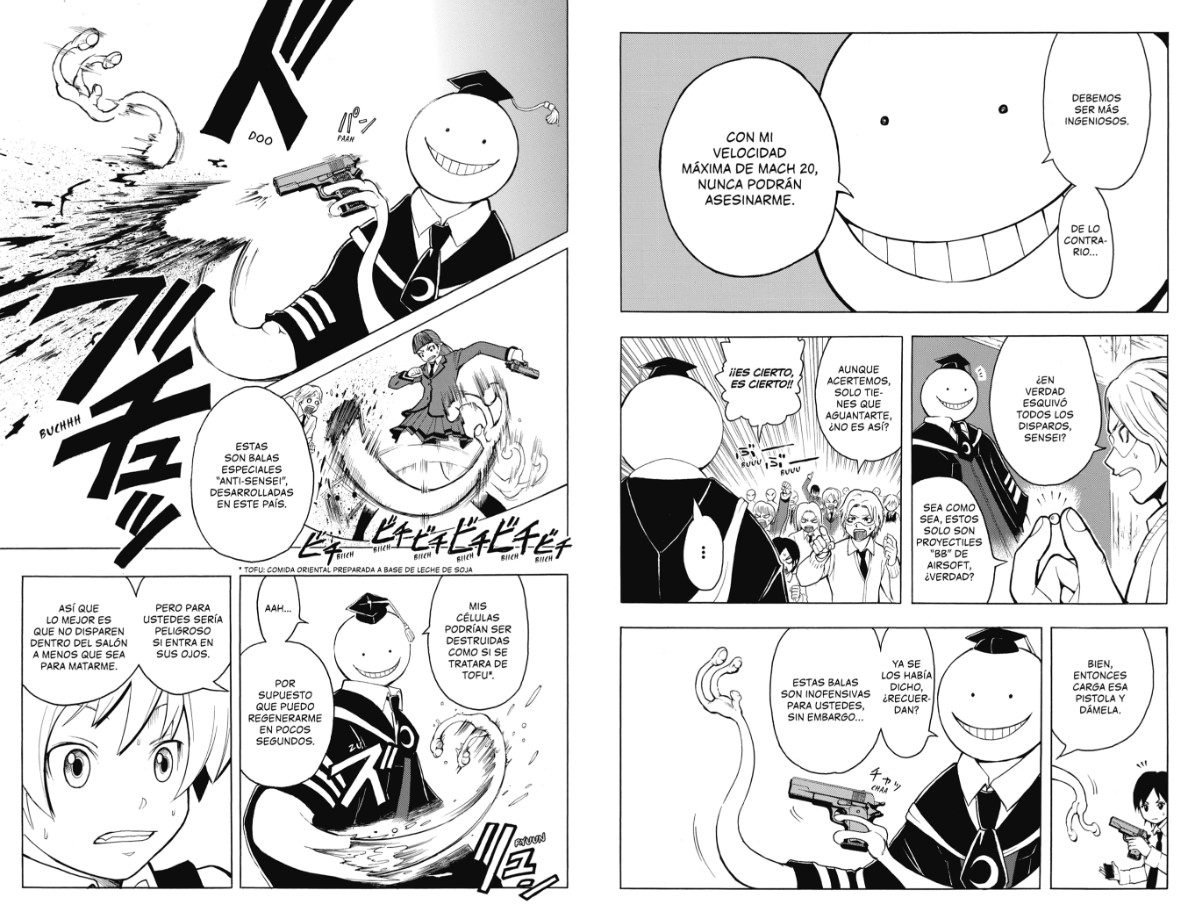 DEBEMOS
SER MÁS
INGENIOSOS.
DE LO
CONTRA-
RIO...
CON MI
VELOCIDAD
MÁXIMA DE MACH 20,
NUNCA PODRÁN
ASESINARME.
¿EN
VERDAD
ESQUIVÓ
TODOS LOS
DISPAROS,
SENSEI?
SEA COMO
SEA, ESTOS
SOLO SON
PROYECTILES
"BB" DE
AIRSOFT,
¿VERDAD?
AUNQUE
ACERTEMOS,
SOLO TIE-
NES QUE
AGUANTARTE,
¿NO ES ASÍ?
¡¡ES CIERTO,
ES CIERTO!!
ぶー
BUUU
ぶー
BUUU
...
BIEN,
ENTONCES
CARGA ESA
PISTOLA Y
DÁMELA.
YA SE
LOS HABÍA
DICHO,
¿RECUER-
DAN?
ESTAS BALAS
SON INOFENSIVAS
PARA USTEDES,
SIN EMBARGO...
チャッ
CHAA
パン
PAAH
ド
DOO
ブチュッ
BUCHHH
ESTAS
SON BALAS
ESPECIALES
"ANTI-SENSEI",
DESARROLLADAS
EN ESTE PAÍS.
ビチ
BIICH
ビチ
BIICH
ビチ
BIICH
ビチ
BIICH
ビチ
BIICH
ビチ
BIICH
* TOFU: COMIDA ORIENTAL PREPARADA A BASE DE LECHE DE SOJA
MIS
CÉLULAS
PODRÍAN SER
DESTRUIDAS
COMO SI SE
TRATARA DE
TOFU*.
AAH...
POR
SUPUESTO
QUE PUEDO
REGENERARME
EN POCOS
SEGUNDOS.
ズ
ZU
ツュン
RYUUN
PERO PARA
USTEDES SERÍA
PELIGROSO
SI ENTRA EN
SUS OJOS.
ASÍ QUE
LO MEJOR ES
QUE NO DISPAREN
DENTRO DEL SALÓN
A MENOS QUE SEA
PARA MATARME.